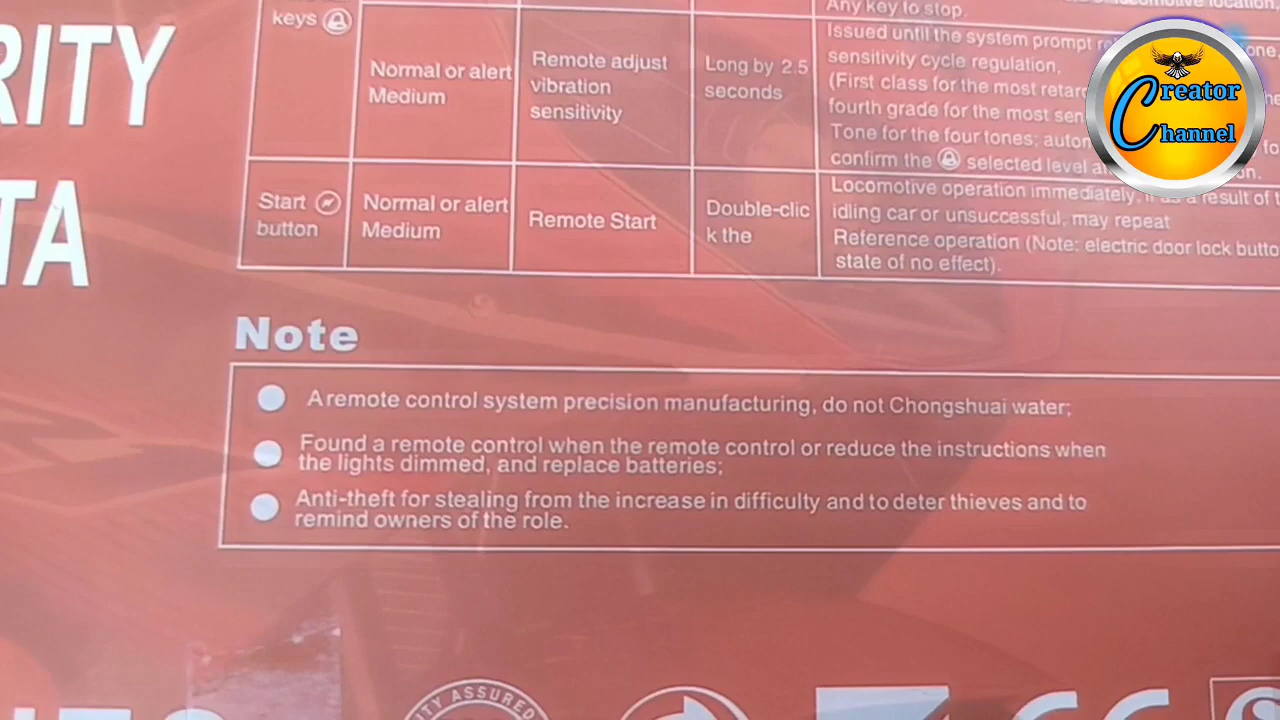 RITY
TA
keys
Normal or alert
Medium
Remote adjust
vibration
sensitivity
Long by 2.5
seconds
Any key to stop.
Issued until the system prompt
sensitivity cycle regulation,
(First class for the most
fourth grade for the most
Tone for the four tones;
confirm the selected level
Start
button
Normal or alert
Medium
Remote Start
Double-clic
k the
Locomotive operation immediately, result of
idling car or unsuccessful, may repeat
Reference operation (Note: electric door lock butto
state of no effect).
Note
A remote control system precision manufacturing, do not Chongshuai water;
Found a remote control when the remote control or reduce the instructions when
the lights dimmed, and replace batteries;
Anti-theft for stealing from the increase in difficulty and to deter thieves and to
remind owners of the role.
ITY ASSURED
Creator
Channel